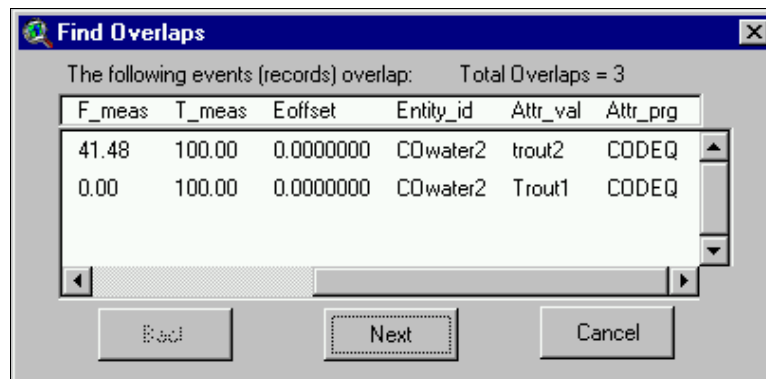 Find Overlaps
The following events (records) overlap: Total Overlaps = 3
F_meas T_meas Eoffset Entity_id Attr_val Attr_prg
41.48 100.00 0.0000000 COwater2 trout2 CODEQ
0.00 100.00 0.0000000 COwater2 Trout1 CODEQ
Next Cancel